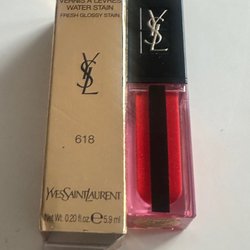 VERNIS À LÈVRES
WATER STAIN
FRESH GLOSSY STAIN
YSL
618
YVESSAINTLAURENT
Net Wt. 0.20 fl.oz. ℮ 5.9 ml
YSL